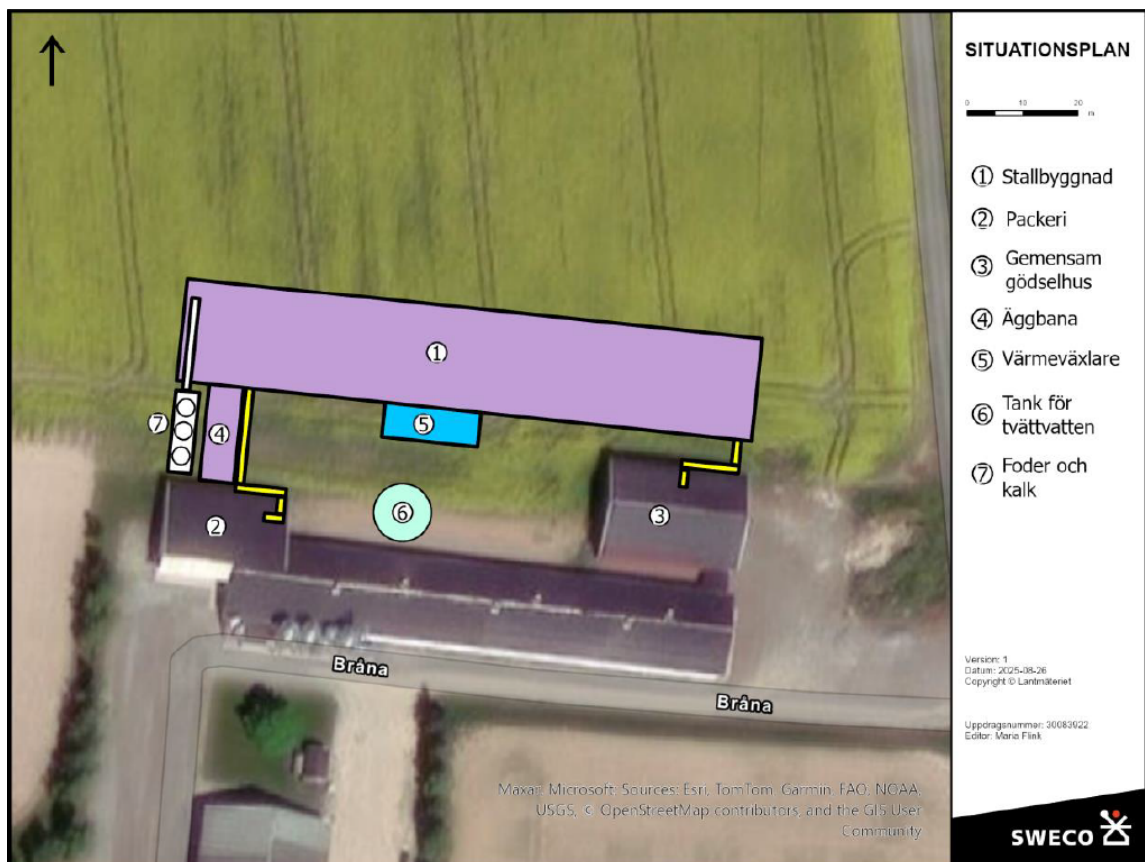 SITUATIONSPLAN
0 10 20
m
① Stallbyggnad
② Packeri
③ Gemensam
gödselhus
④ Äggbana
⑤ Värmeväxlare
⑥ Tank för
tvättvatten
⑦ Foder och
kalk
①
⑦
④
⑤
⑥
②
③
Bråna
Bråna
Version: 1
Datum: 2025-08-26
Copyright © Lantmäteriet
Uppdragsnummer: 30083922
Editor: Maria Flink
Maxar, Microsoft; Sources: Esri, TomTom, Garmin, FAO, NOAA,
USGS, © OpenStreetMap contributors, and the GIS User
Community
SWECO